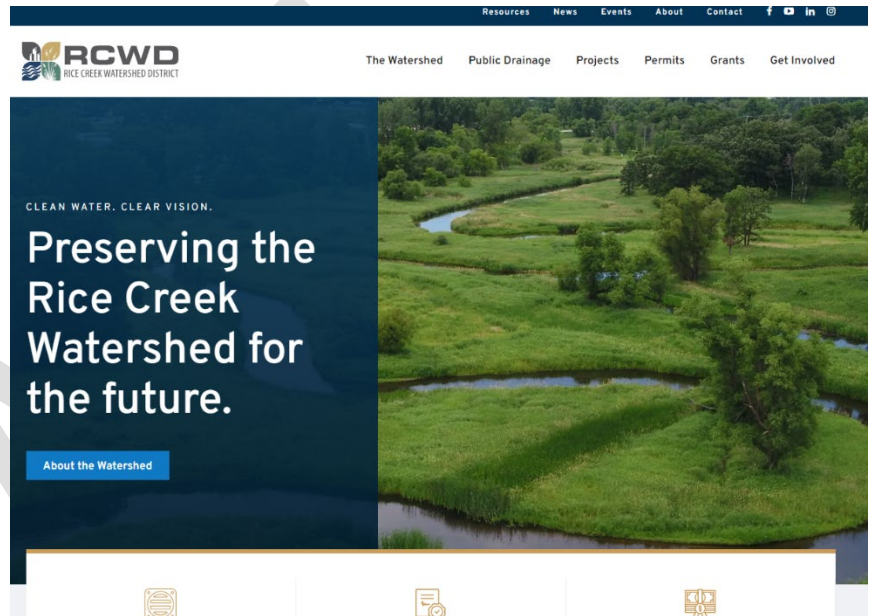 Resources News Events About Contact
RCWD
RICE CREEK WATERSHED DISTRICT
The Watershed Public Drainage Projects Permits Grants Get Involved
CLEAN WATER. CLEAR VISION.
Preserving the
Rice Creek
Watershed for
the future.
About the Watershed